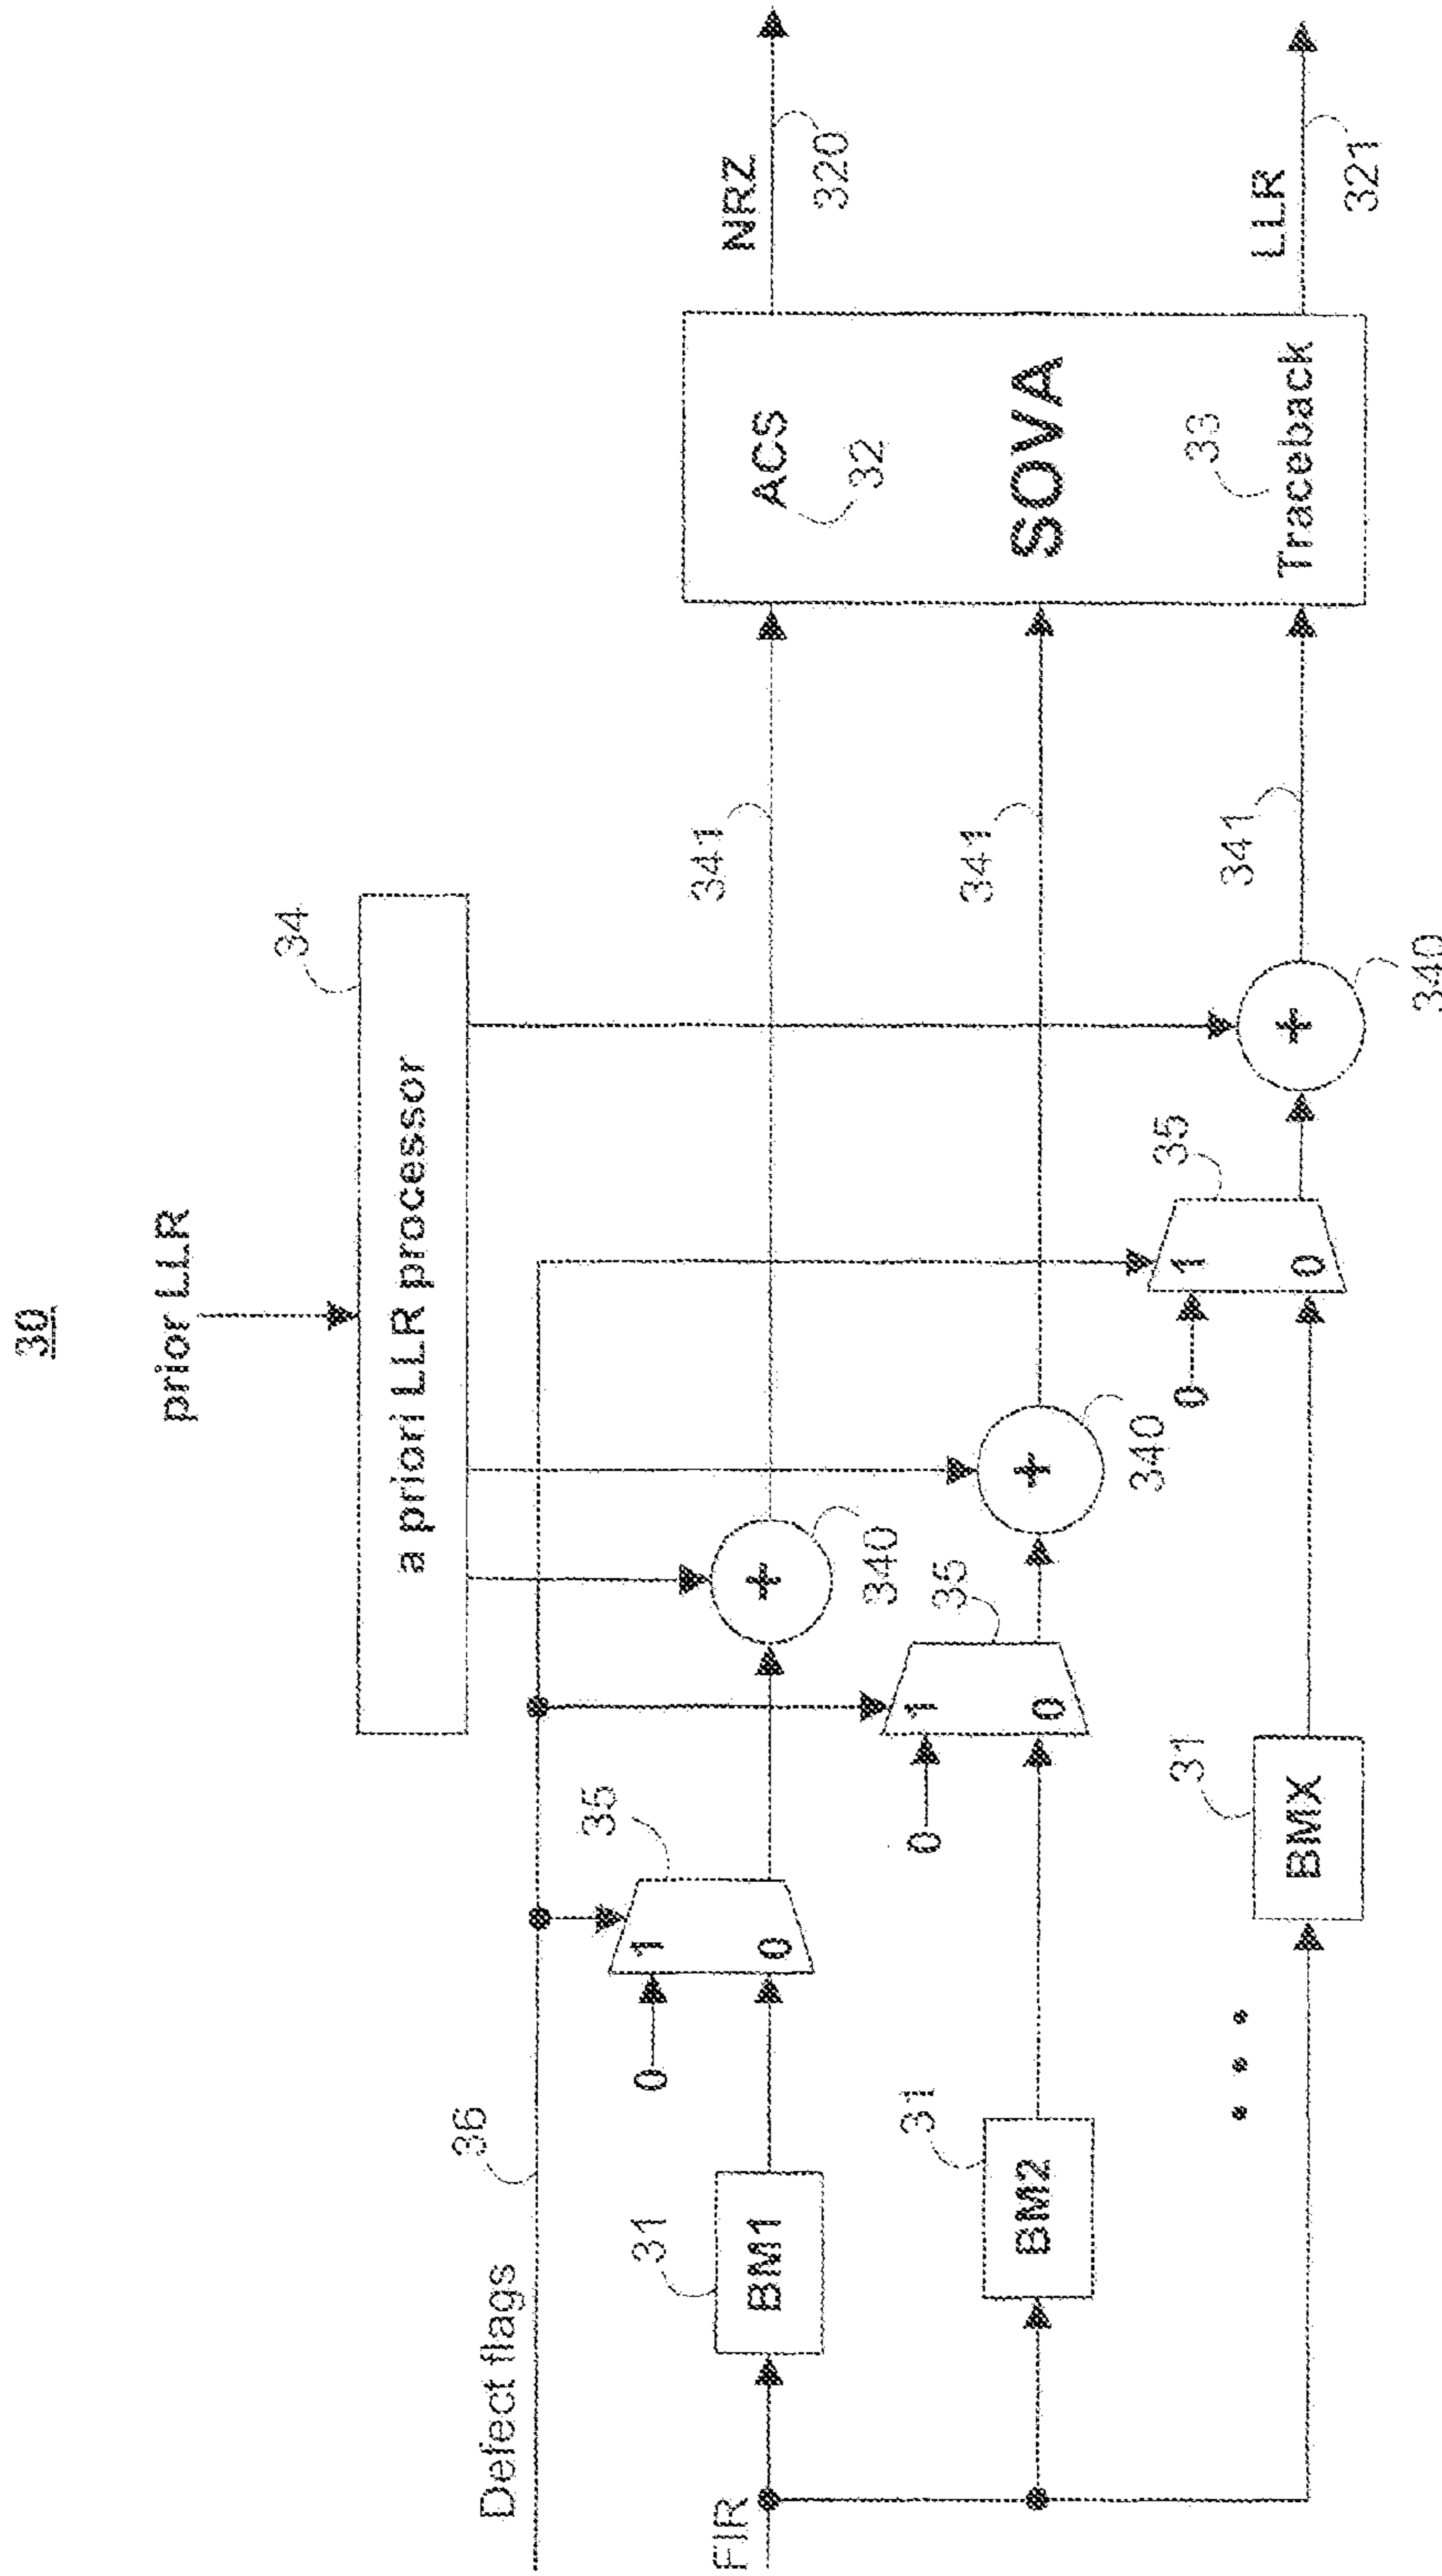 30
prior LLR
34
a priori LLR processor
Defect flags
36
FIR
31
BM1
0
1
0
35
+
340
341
31
BM2
0
1
0
35
+
340
341
31
BMX
0
1
0
35
+
340
341
ACS
32
SOVA
33
Traceback
NRZ
320
LLR
321